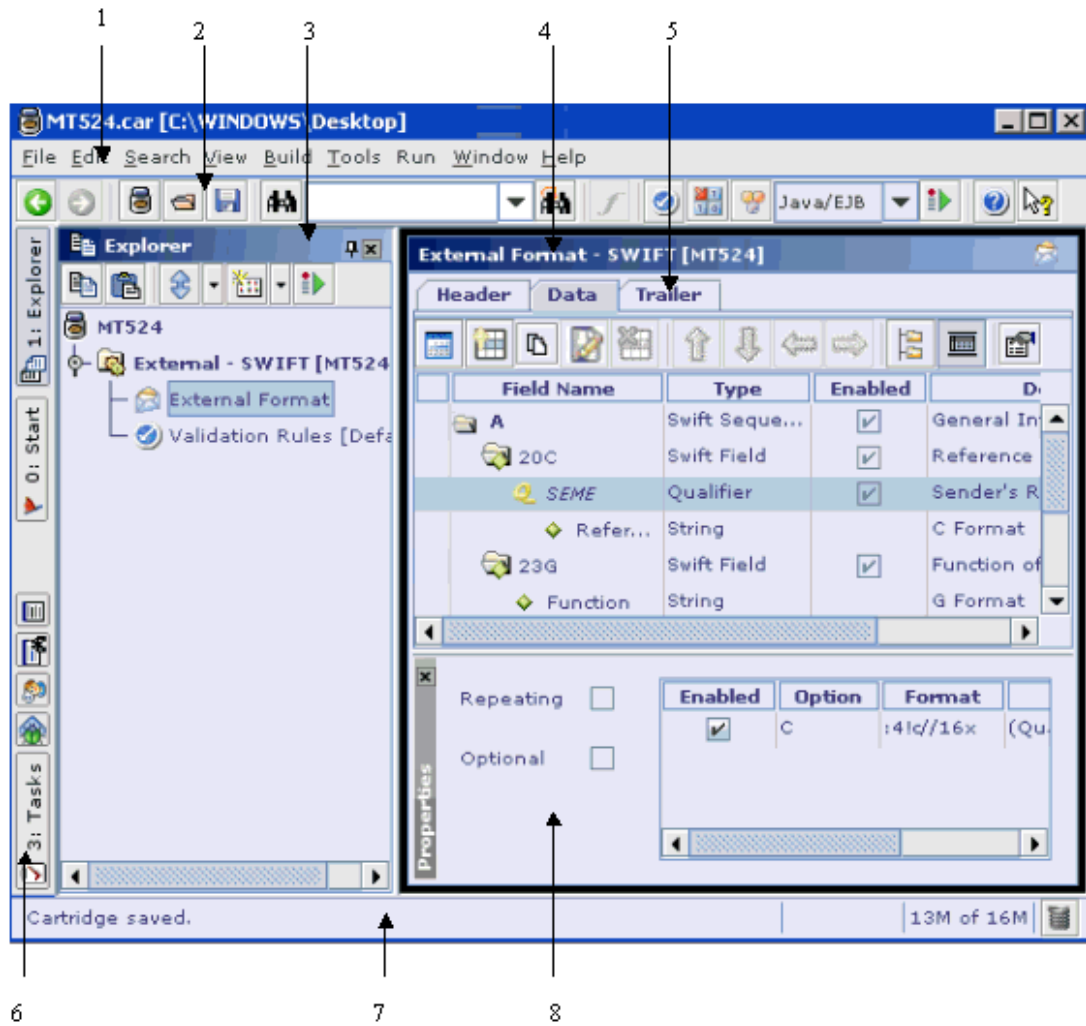 1 2 3 4 5
MT524.car [C:\WINDOWS\Desktop]
File Edit Search View Build Tools Run Window Help
Java/EJB
1: Explorer
0: Start
3: Tasks
Explorer
MT524
External - SWIFT [MT524
External Format
Validation Rules [Defa
External Format - SWIFT [MT524]
Header Data Trailer
Field Name Type Enabled D
A Swift Seque... General In
20C Swift Field Reference
SEME Qualifier Sender's R
Refer... String C Format
23G Swift Field Function of
Function String G Format
Properties
Repeating
Optional
Enabled Option Format
C :4!c//16x (Qu
Cartridge saved. 13M of 16M
6 7 8